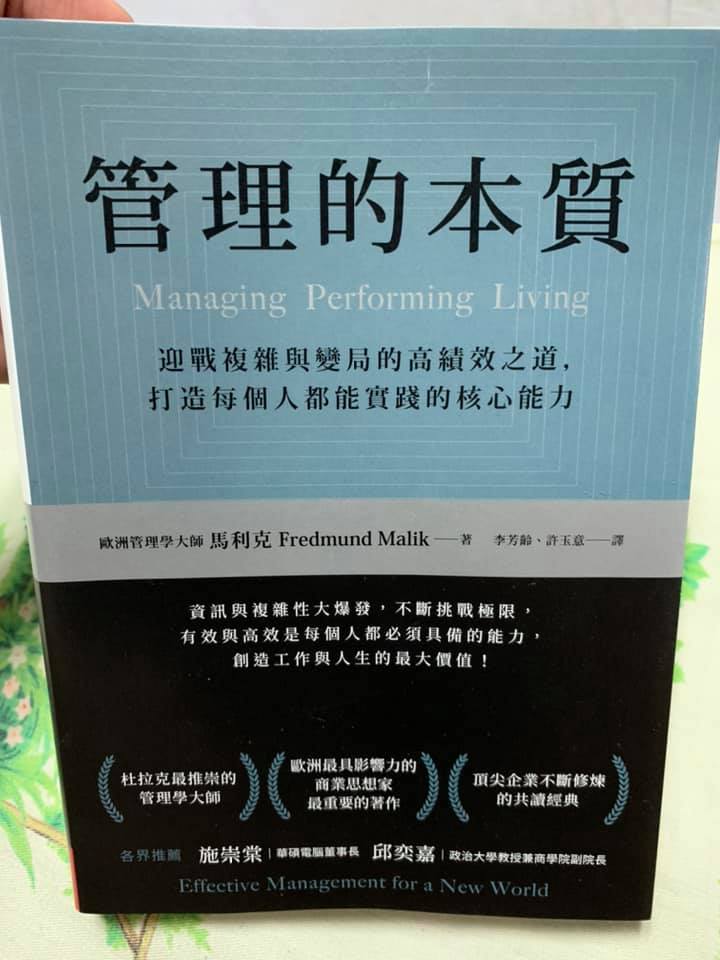 管理的本質
Managing Performing Living
迎戰複雜與變局的高績效之道,
打造每個人都能實踐的核心能力
歐洲管理學大師 馬利克 Fredmund Malik——著 李芳齡、許玉意——譯
資訊與複雜性大爆發,不斷挑戰極限,
有效與高效是每個人都必須具備的能力,
創造工作與人生的最大價值!
杜拉克最推崇的
管理學大師
歐洲最具影響力的
商業思想家
最重要的著作
頂尖企業不斷修煉
的共讀經典
各界推薦 施崇棠|華碩電腦董事長 邱奕嘉|政治大學教授兼商學院副院長
Effective Management for a New World